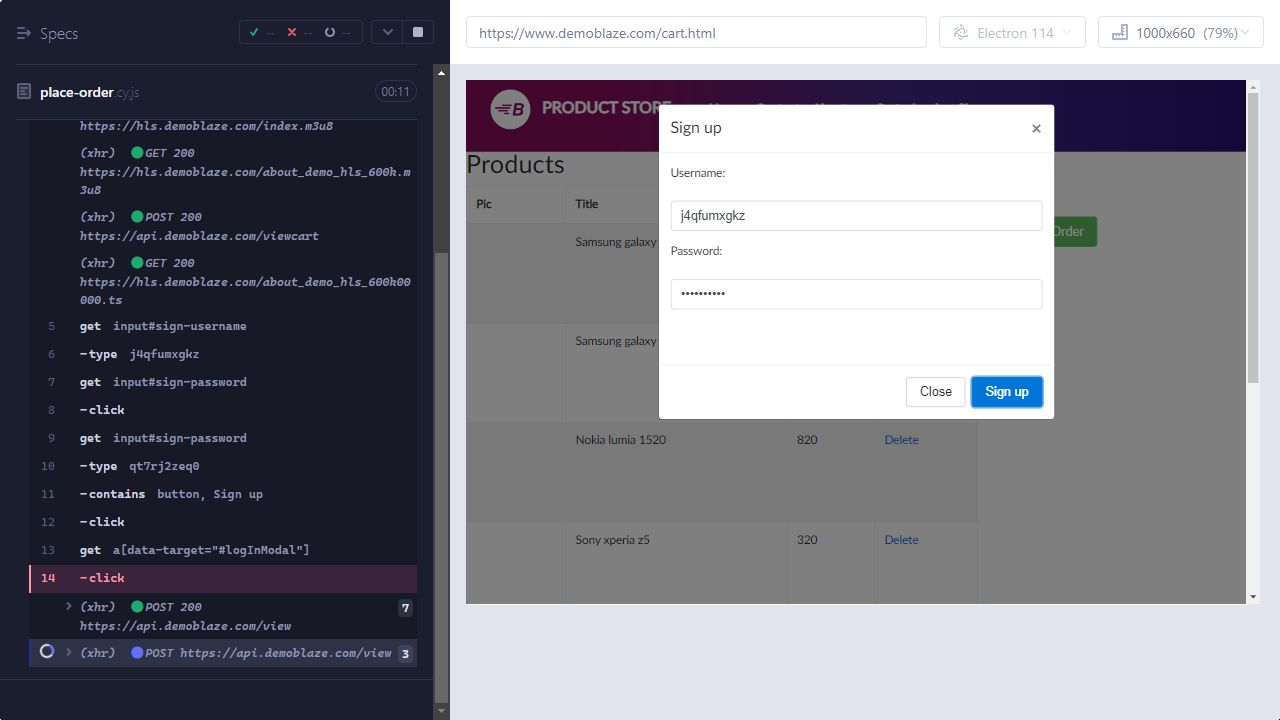 Specs
-- -- --
https://www.demoblaze.com/cart.html
Electron 114
1000x660 (79%)
place-order.cy.js
00:11
https://hls.demoblaze.com/index.m3u8
(xhr) GET 200
https://hls.demoblaze.com/about_demo_hls_600k.m
3u8
(xhr) POST 200
https://api.demoblaze.com/viewcart
(xhr) GET 200
https://hls.demoblaze.com/about_demo_hls_600k00
000.ts
5 get input#sign-username
6 -type j4qfumxgkz
7 get input#sign-password
8 -click
9 get input#sign-password
10 -type qt7rj2zeq0
11 -contains button, Sign up
12 -click
13 get a[data-target="#logInModal"]
14 -click
(xhr) POST 200 7
https://api.demoblaze.com/view
(xhr) POST https://api.demoblaze.com/view 3
B PRODUCT STORE
Sign up ×
Username:
j4qfumxgkz
Password:
••••••••••
Close Sign up
Products
Pic Title
Samsung galaxy
Order
Samsung galaxy
Nokia lumia 1520 820 Delete
Sony xperia z5 320 Delete